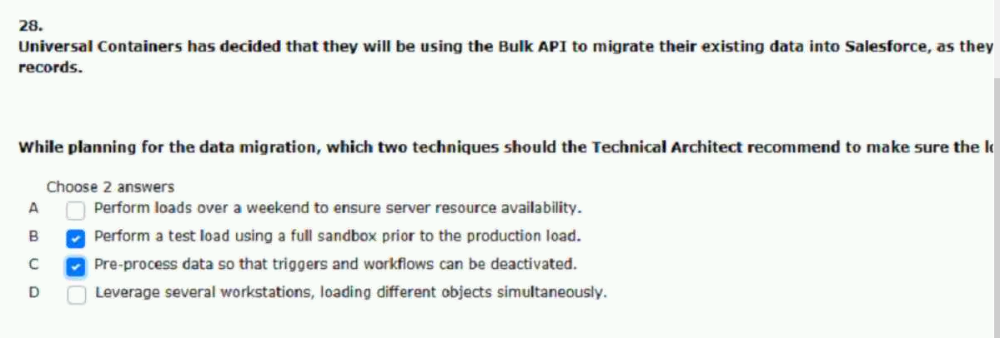 28.
Universal Containers has decided that they will be using the Bulk API to migrate their existing data into Salesforce, as they
records.
While planning for the data migration, which two techniques should the Technical Architect recommend to make sure the
Choose 2 answers
A Perform loads over a weekend to ensure server resource availability.
B Perform a test load using a full sandbox prior to the production load.
C Pre-process data so that triggers and workflows can be deactivated.
D Leverage several workstations, loading different objects simultaneously.